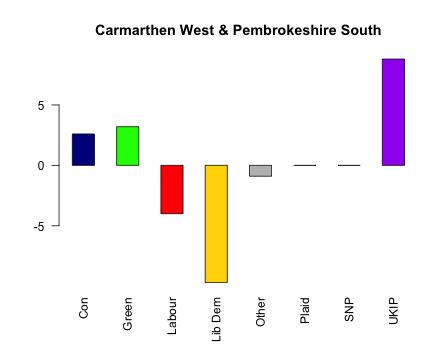 Carmarthen West & Pembrokeshire South
5
0
-5
Con
Green
Labour
Lib Dem
Other
Plaid
SNP
UKIP